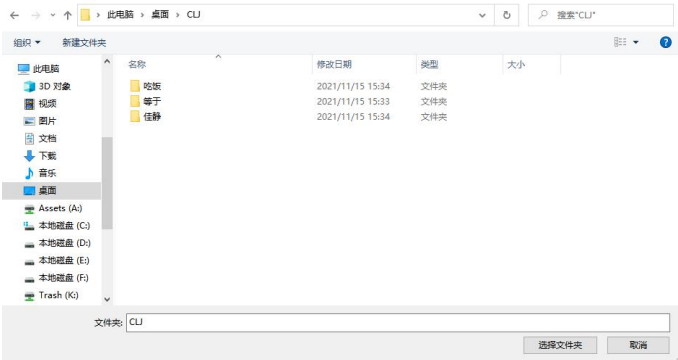 此电脑 › 桌面 › CLJ 搜索"CLJ"
组织 新建文件夹
名称 修改日期 类型 大小
此电脑
3D 对象
视频
图片
文档
下载
音乐
桌面
Assets (A:)
本地磁盘 (C:)
本地磁盘 (D:)
本地磁盘 (E:)
本地磁盘 (F:)
Trash (K:)
吃饭 2021/11/15 15:34 文件夹
等于 2021/11/15 15:33 文件夹
佳静 2021/11/15 15:34 文件夹
文件夹: CLJ
选择文件夹 取消